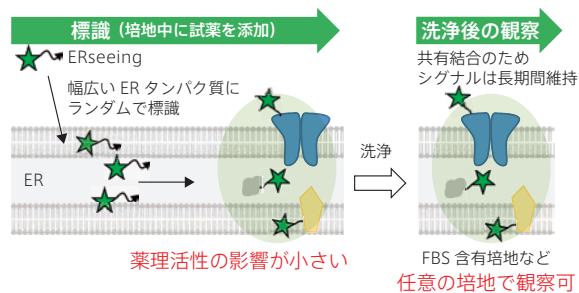 標識（培地中に試薬を添加）
洗浄後の観察
ERseeing
幅広い ER タンパク質に
ランダムで標識
共有結合のため
シグナルは長期間維持
ER
洗浄
薬理活性の影響が小さい
FBS 含有培地など
任意の培地で観察可